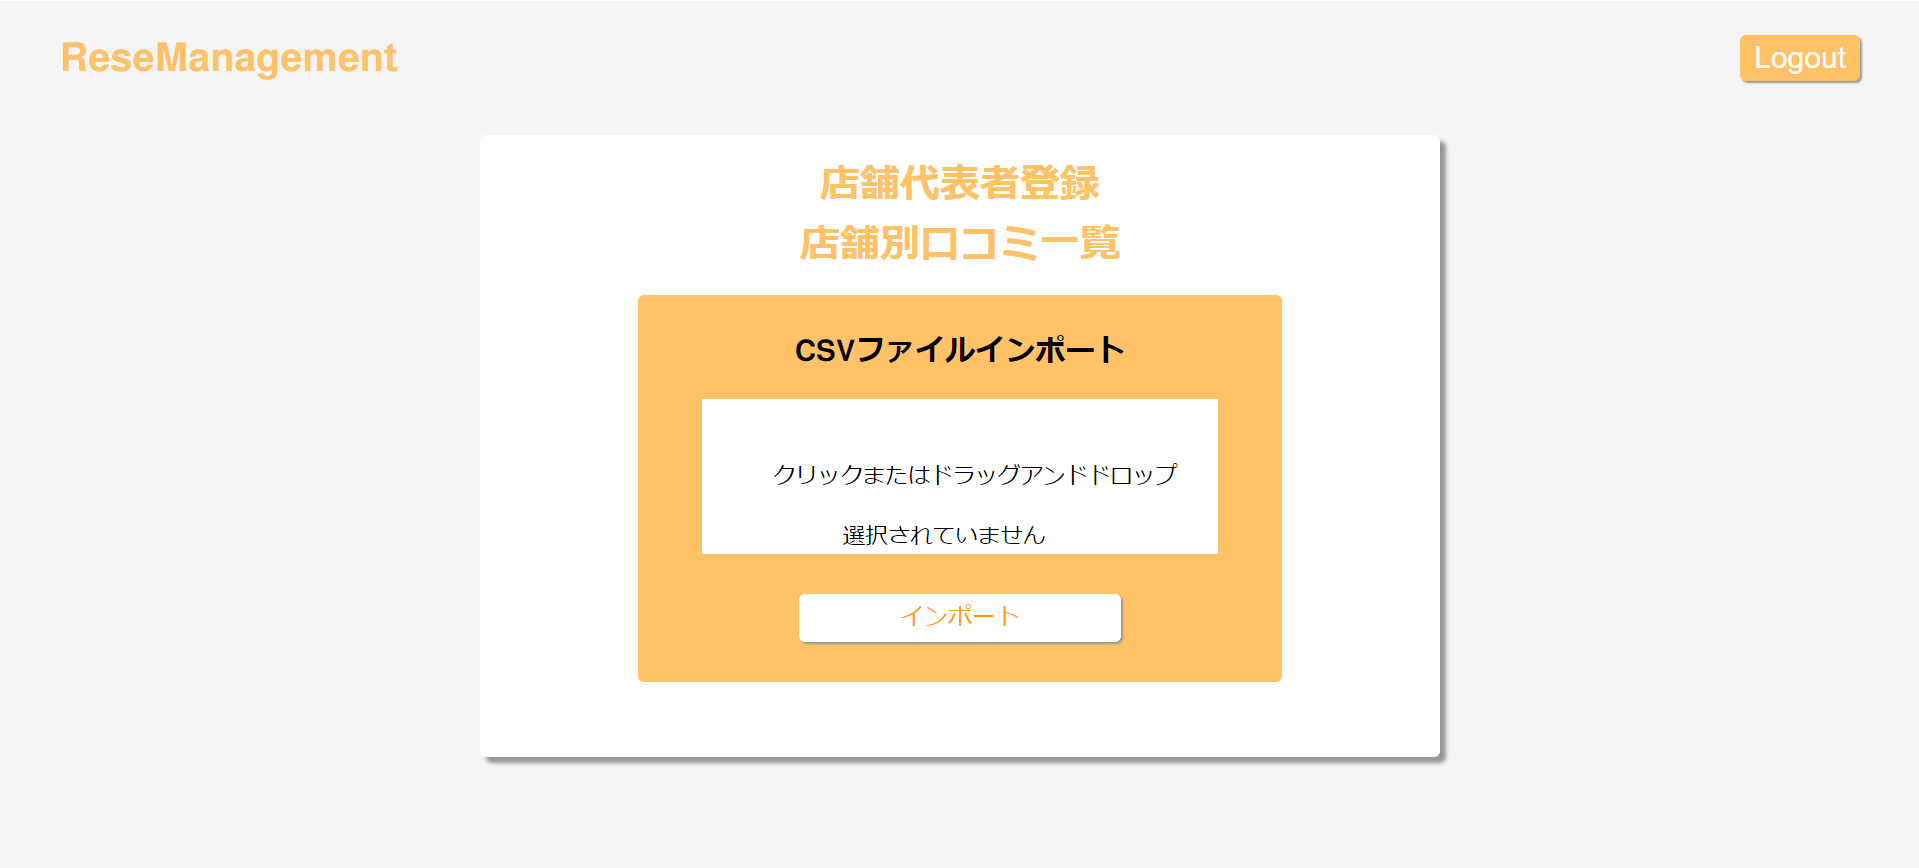 ReseManagement
Logout
店舗代表者登録
店舗別口コミ一覧
CSVファイルインポート
クリックまたはドラッグアンドドロップ
選択されていません
インポート